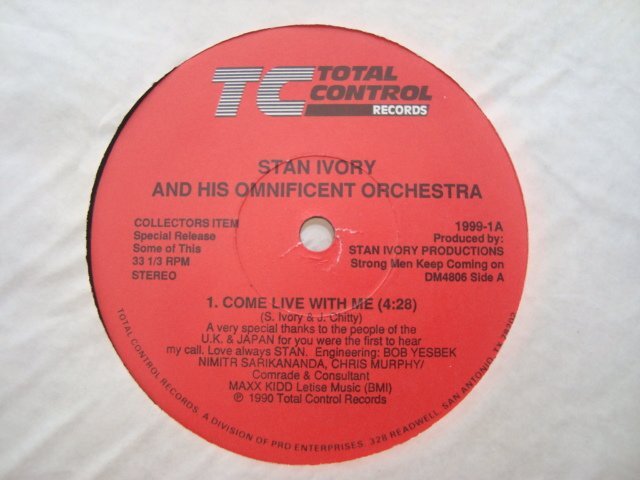 TC TOTAL CONTROL RECORDS
STAN IVORY
AND HIS OMNIFICENT ORCHESTRA
COLLECTORS ITEM
Special Release
Some of This
33 1/3 RPM
STEREO
1999-1A
Produced by:
STAN IVORY PRODUCTIONS
Strong Men Keep Coming on
DM4806 Side A
1. COME LIVE WITH ME (4:28)
(S. Ivory & J. Chitty)
A very special thanks to the people of the
U.K. & JAPAN for you were the first to hear
my call. Love always STAN. Engineering: BOB YESBEK
NIMITR SARIKANANDA, CHRIS MURPHY/
Comrade & Consultant
MAXX KIDD Letise Music (BMI)
℗ 1990 Total Control Records
TOTAL CONTROL RECORDS A DIVISION OF PRD ENTERPRISES 328 READWELL SAN ANTONIO, TX